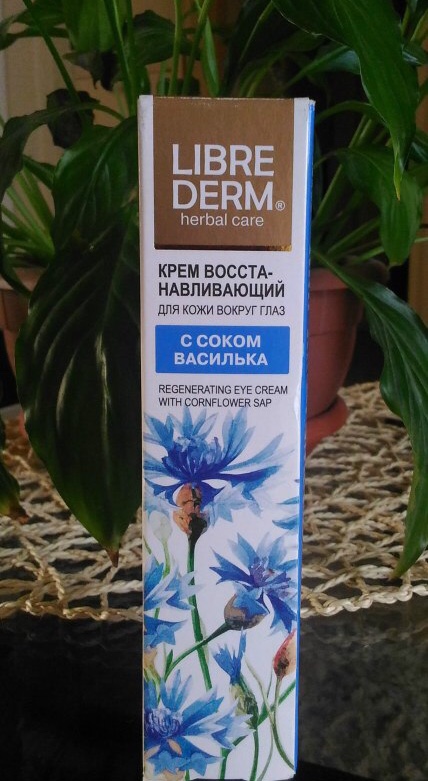 LIBRE
DERM®
herbal care
КРЕМ ВОССТА-
НАВЛИВАЮЩИЙ
ДЛЯ КОЖИ ВОКРУГ ГЛАЗ
С СОКОМ
ВАСИЛЬКА
REGENERATING EYE CREAM
WITH CORNFLOWER SAP